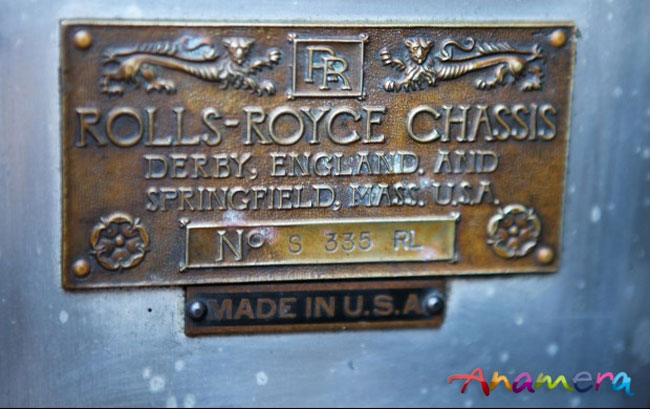 RR
ROLLS-ROYCE CHASSIS
DERBY, ENGLAND, AND
SPRINGFIELD, MASS. U.S.A.
No S 335 RL
MADE IN U.S.A
Anamera